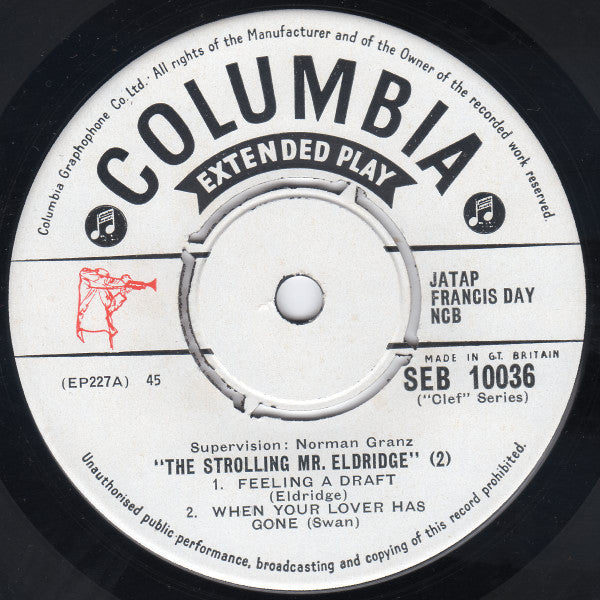 Columbia Graphophone Co. Ltd. All rights of the Manufacturer and of the Owner of the recorded work reserved.
COLUMBIA
EXTENDED PLAY
JATAP
FRANCIS DAY
NCB
MADE IN GT. BRITAIN
(EP227A) 45
SEB 10036
("Clef" Series)
Supervision: Norman Granz
"THE STROLLING MR. ELDRIDGE" (2)
1. FEELING A DRAFT
(Eldridge)
2. WHEN YOUR LOVER HAS
GONE (Swan)
Unauthorised public performance, broadcasting and copying of this record prohibited.